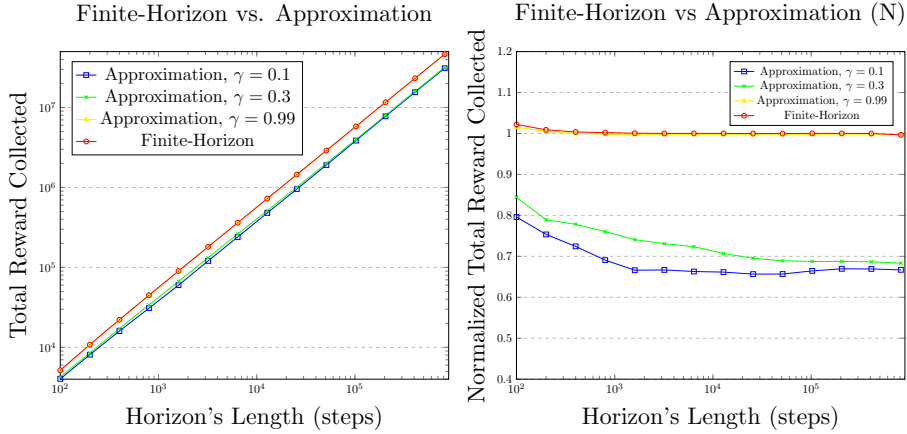 Finite-Horizon vs. Approximation
Total Reward Collected
10^7
10^6
10^5
10^4
Approximation, γ = 0.1
Approximation, γ = 0.3
Approximation, γ = 0.99
Finite-Horizon
10^2
10^3
10^4
10^5
Horizon's Length (steps)
Finite-Horizon vs Approximation (N)
Normalized Total Reward Collected
1.2
1.1
1
0.9
0.8
0.7
0.6
0.5
0.4
Approximation, γ = 0.1
Approximation, γ = 0.3
Approximation, γ = 0.99
Finite-Horizon
10^2
10^3
10^4
10^5
Horizon's Length (steps)